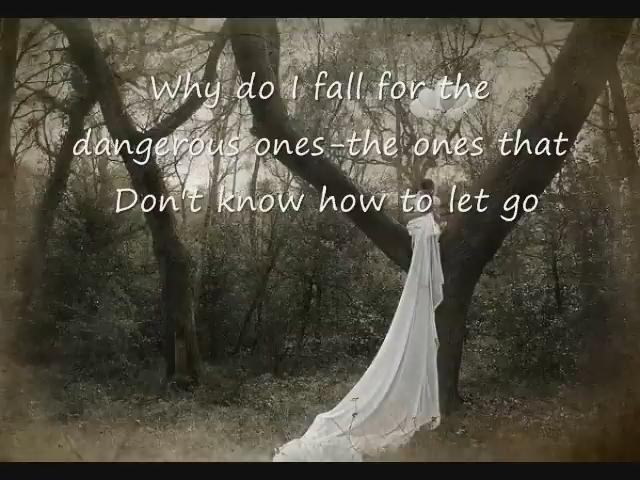 Why do I fall for the
dangerous ones-the ones that
Don't know how to let go